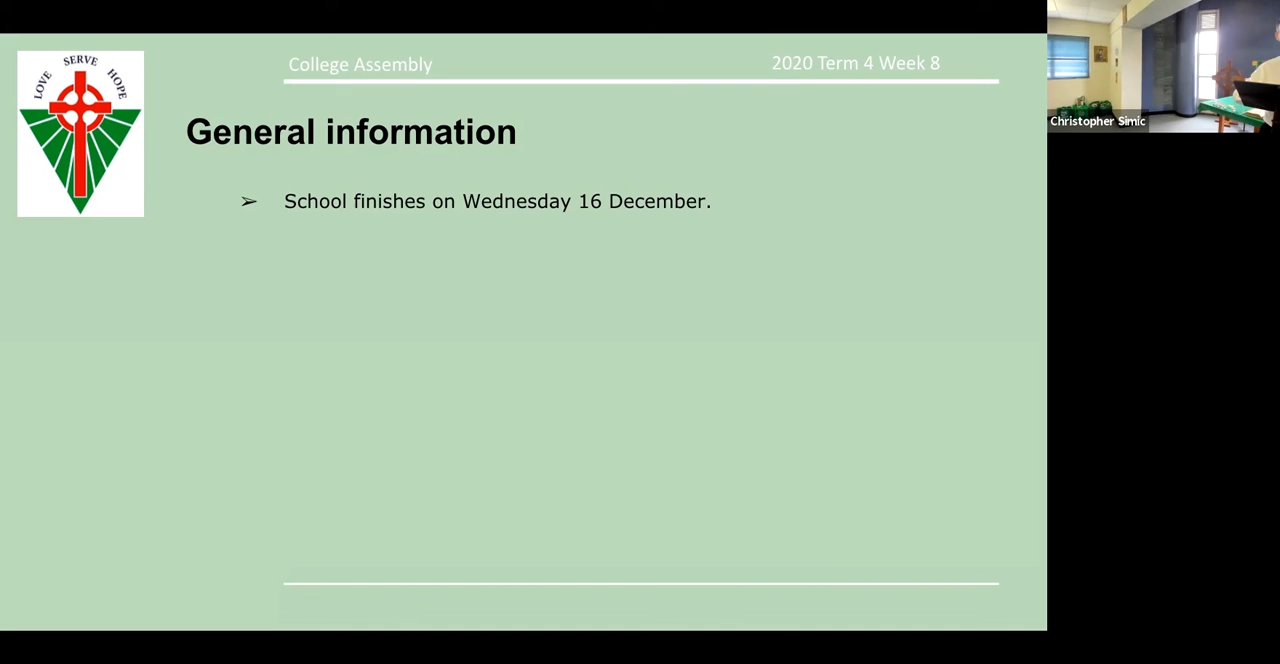 LOVE SERVE HOPE
College Assembly
2020 Term 4 Week 8
General information
➢ School finishes on Wednesday 16 December.
Christopher Simic